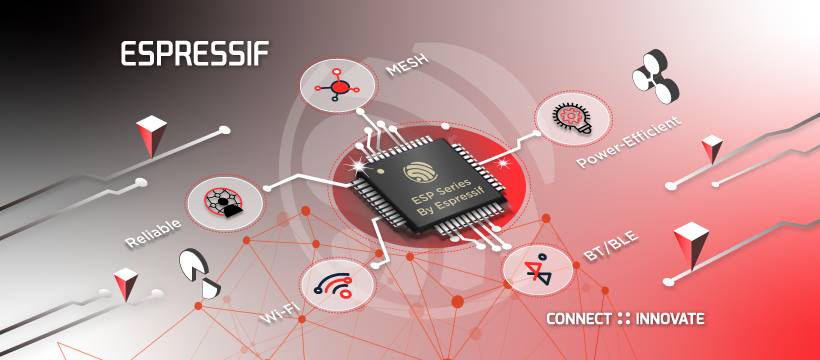 ESPRESSIF
MESH
Power-Efficient
ESP Series
By Espressif
Reliable
BT/BLE
Wi-Fi
CONNECT :: INNOVATE